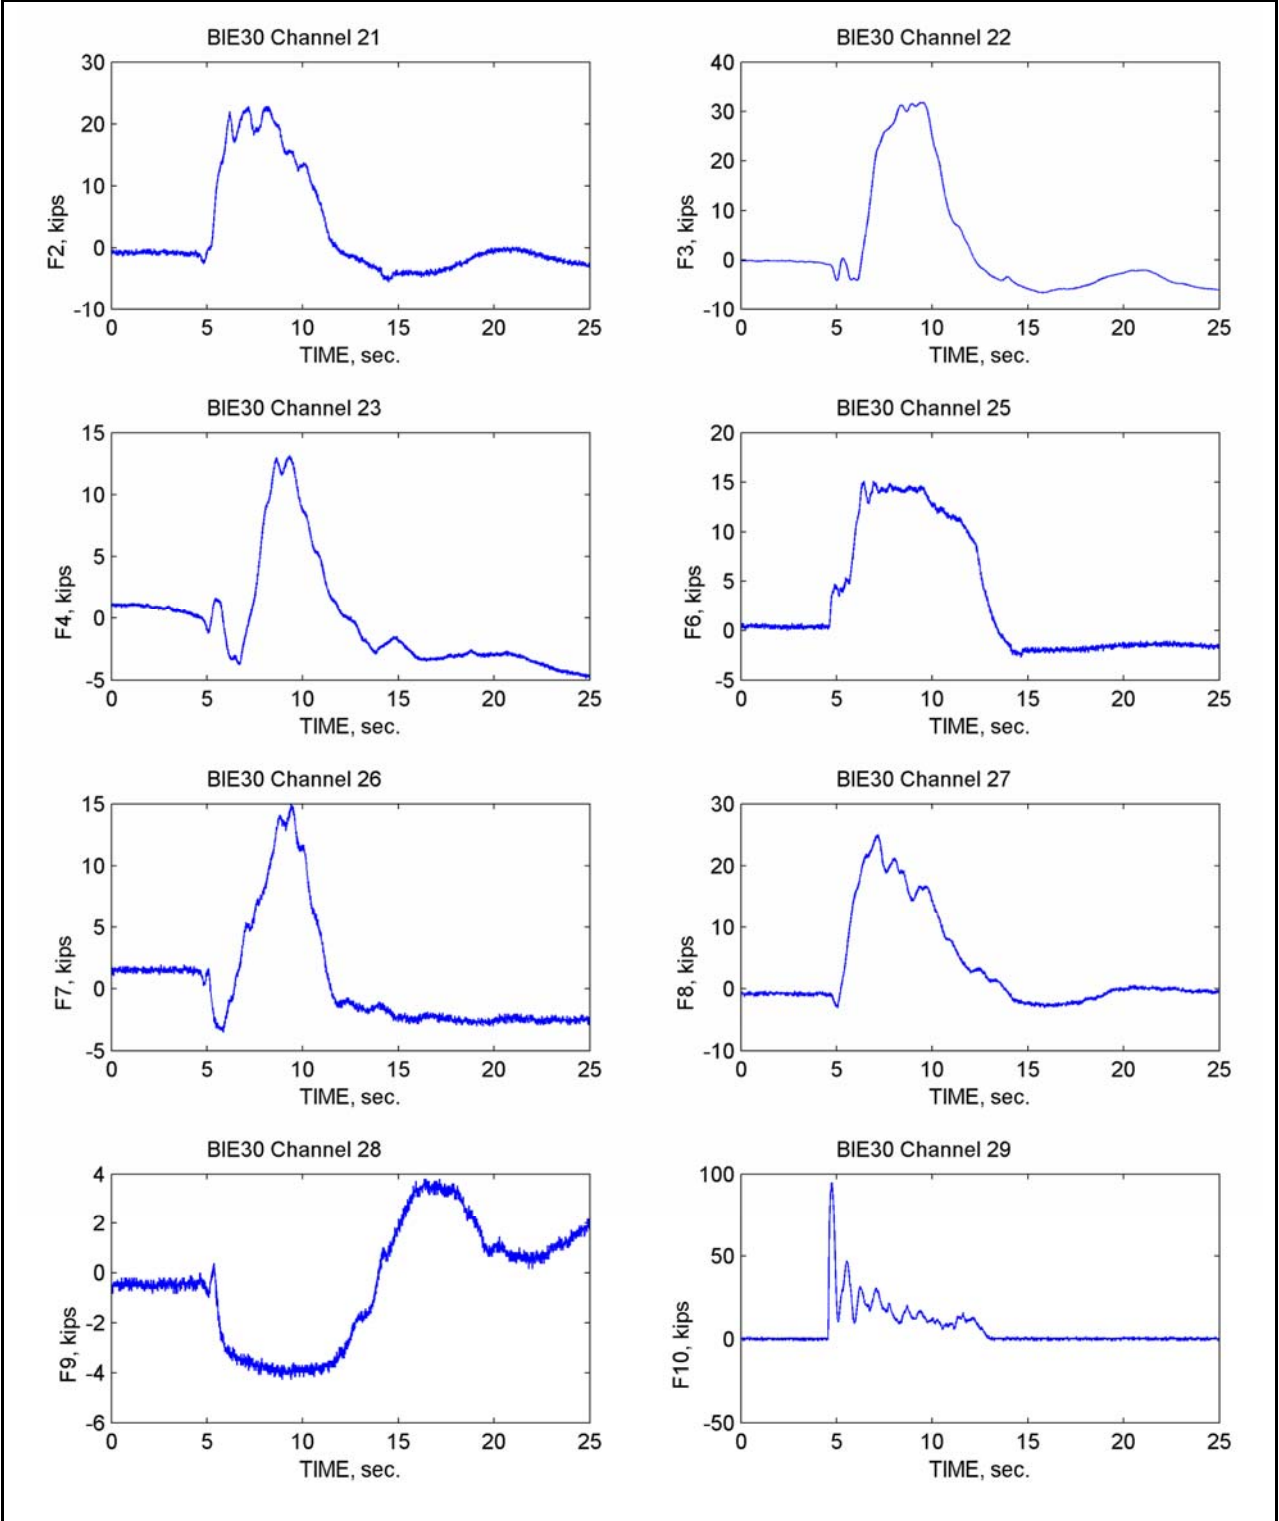 BIE30 Channel 21
30
20
10
0
-10
F2, kips
0 5 10 15 20 25
TIME, sec.
BIE30 Channel 22
40
30
20
10
0
-10
F3, kips
0 5 10 15 20 25
TIME, sec.
BIE30 Channel 23
15
10
5
0
-5
F4, kips
0 5 10 15 20 25
TIME, sec.
BIE30 Channel 25
20
15
10
5
0
-5
F6, kips
0 5 10 15 20 25
TIME, sec.
BIE30 Channel 26
15
10
5
0
-5
F7, kips
0 5 10 15 20 25
TIME, sec.
BIE30 Channel 27
30
20
10
0
-10
F8, kips
0 5 10 15 20 25
TIME, sec.
BIE30 Channel 28
4
2
0
-2
-4
-6
F9, kips
0 5 10 15 20 25
TIME, sec.
BIE30 Channel 29
100
50
0
-50
F10, kips
0 5 10 15 20 25
TIME, sec.